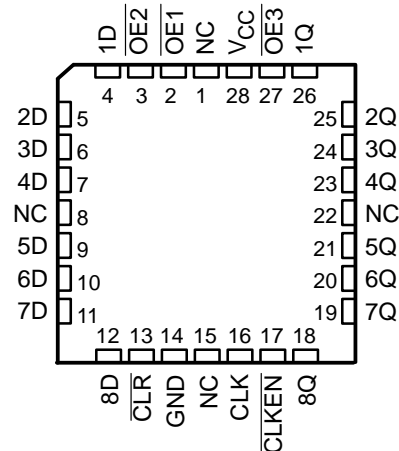 1D
OE2
OE1
NC
VCC
OE3
1Q
4 3 2 1 28 27 26
2D 5 25 2Q
3D 6 24 3Q
4D 7 23 4Q
NC 8 22 NC
5D 9 21 5Q
6D 10 20 6Q
7D 11 19 7Q
12 13 14 15 16 17 18
8D
CLR
GND
NC
CLK
CLKEN
8Q